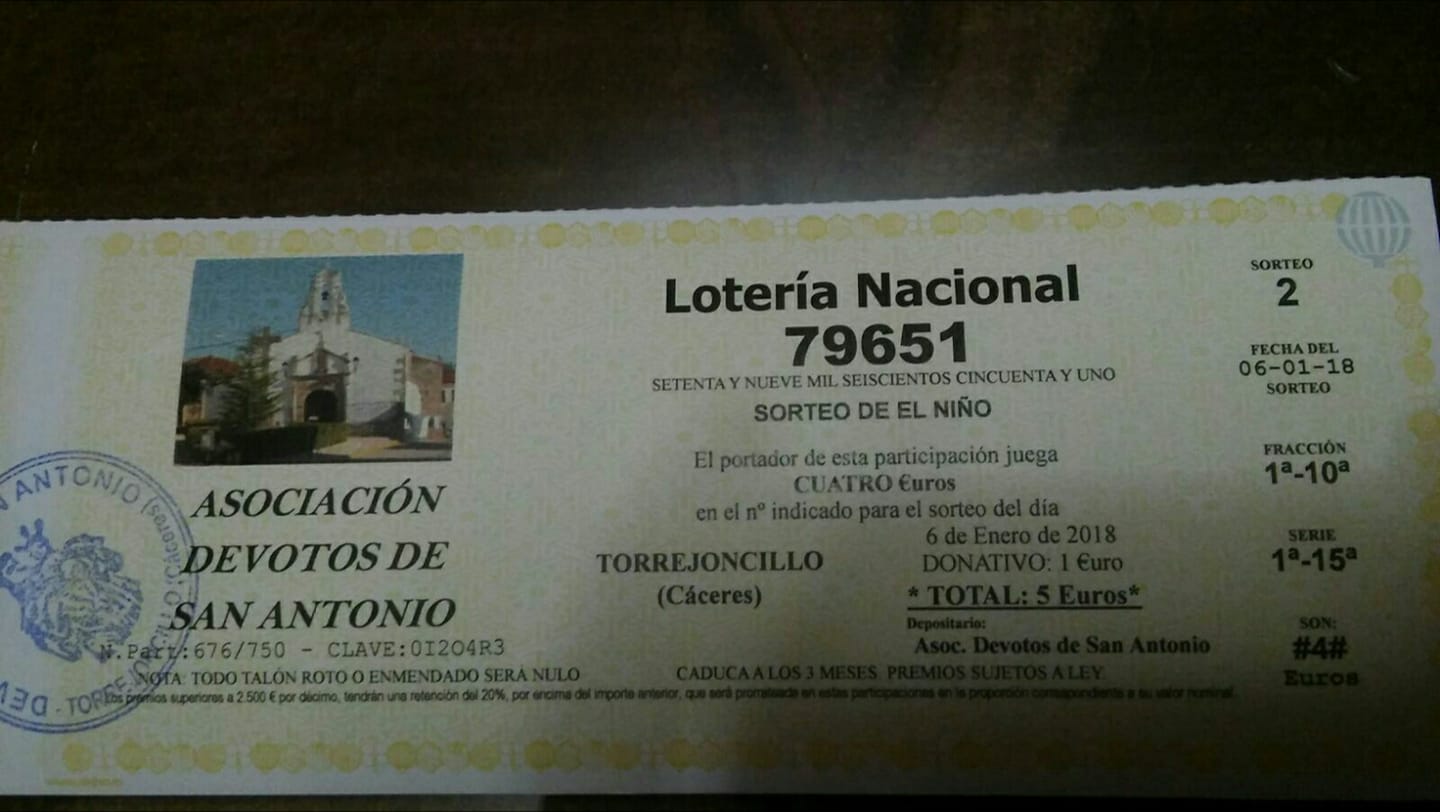 Lotería Nacional
79651
SETENTA Y NUEVE MIL SEISCIENTOS CINCUENTA Y UNO
SORTEO DE EL NIÑO
El portador de esta participación juega
CUATRO €uros
en el nº indicado para el sorteo del día
6 de Enero de 2018
TORREJONCILLO
(Cáceres)
DONATIVO: 1 €uro
* TOTAL: 5 Euros*
Depositario:
Asoc. Devotos de San Antonio
SORTEO
2
FECHA DEL
06-01-18
SORTEO
FRACCIÓN
1ª-10ª
SERIE
1ª-15ª
SON:
#4#
Euros
ASOCIACIÓN
DEVOTOS DE
SAN ANTONIO
N.Part:676/750 - CLAVE:0I2O4R3
NOTA: TODO TALÓN ROTO O ENMENDADO SERÁ NULO
CADUCA A LOS 3 MESES PREMIOS SUJETOS A LEY
Los premios superiores a 2.500 € por décimo, tendrán una retención del 20%, por encima del importe anterior, que será prorrateada en estas participaciones en la proporción correspondiente a su valor nominal.
ANTONIO (Cáceres)